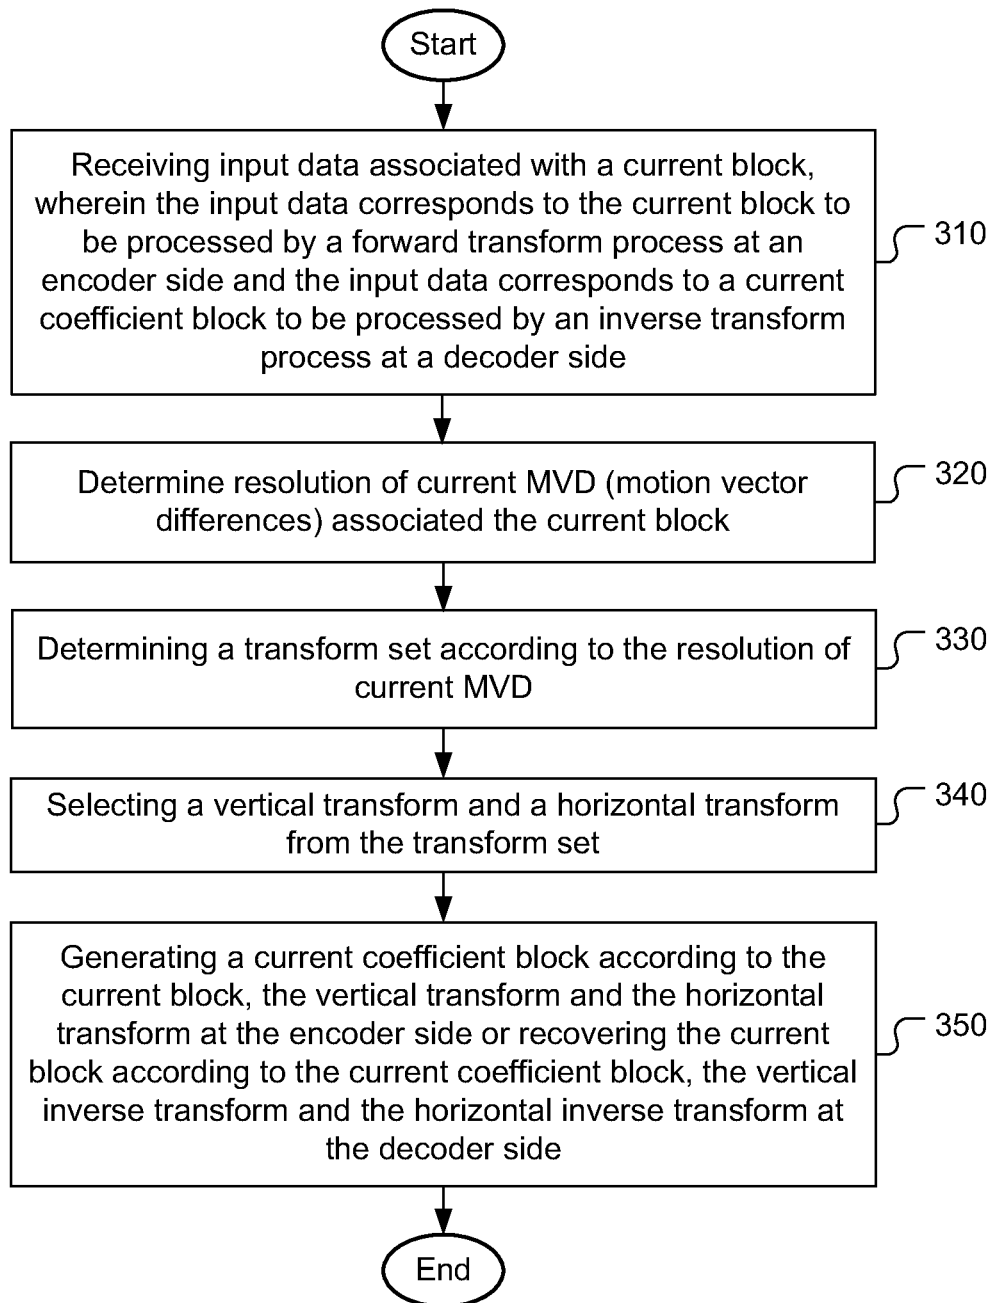 Start
Receiving input data associated with a current block,
wherein the input data corresponds to the current block to
be processed by a forward transform process at an
encoder side and the input data corresponds to a current
coefficient block to be processed by an inverse transform
process at a decoder side
310
Determine resolution of current MVD (motion vector
differences) associated the current block
320
Determining a transform set according to the resolution of
current MVD
330
Selecting a vertical transform and a horizontal transform
from the transform set
340
Generating a current coefficient block according to the
current block, the vertical transform and the horizontal
transform at the encoder side or recovering the current
block according to the current coefficient block, the vertical
inverse transform and the horizontal inverse transform at
the decoder side
350
End